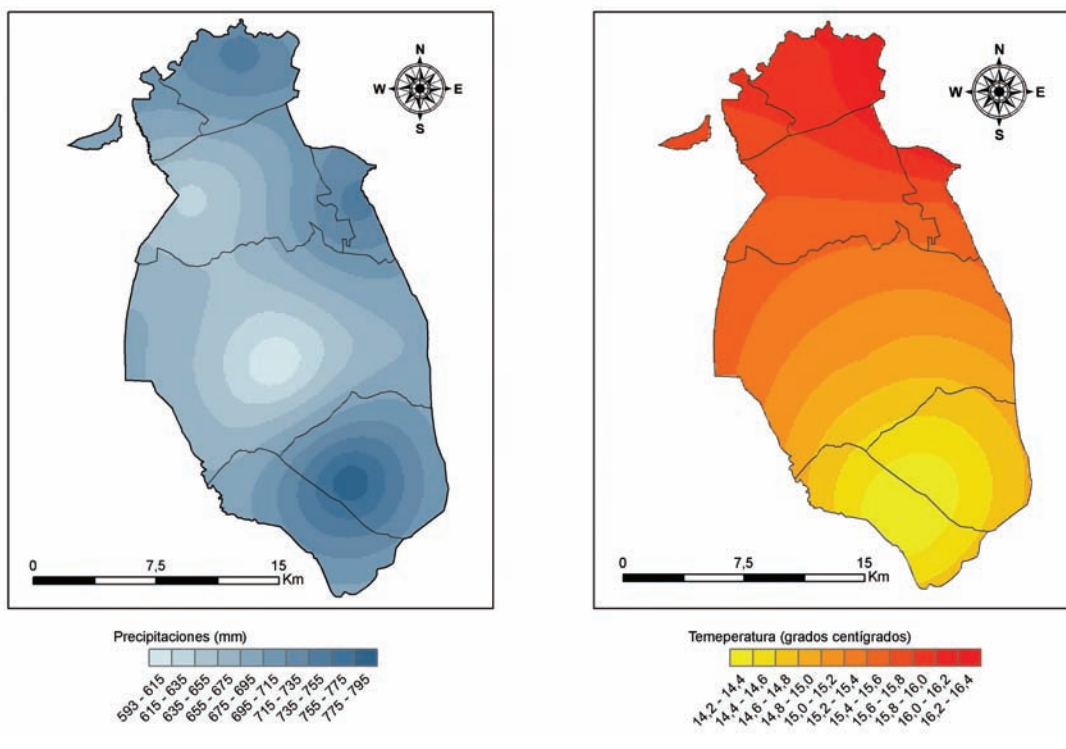 N
W E
S
0 7,5 15
Km
Precipitaciones (mm)
593 - 615
615 - 635
635 - 655
655 - 675
675 - 695
695 - 715
715 - 735
735 - 755
755 - 775
775 - 795
N
W E
S
0 7,5 15
Km
Temeperatura (grados centígrados)
14,2 - 14,4
14,4 - 14,6
14,6 - 14,8
14,8 - 15,0
15,0 - 15,2
15,2 - 15,4
15,4 - 15,6
15,6 - 15,8
15,8 - 16,0
16,0 - 16,2
16,2 - 16,4